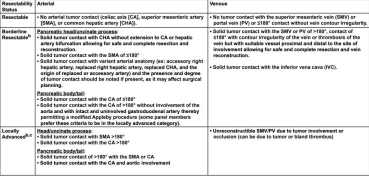 Resectability Status
Arterial
Venous
Resectable
• No arterial tumor contact (celiac axis [CA], superior mesenteric artery
[SMA], or common hepatic artery [CHA]).
• No tumor contact with the superior mesenteric vein (SMV) or
portal vein (PV) or ≤180° contact without vein contour irregularity.
Borderline
Resectable
Pancreatic head/uncinate process:
• Solid tumor contact with CHA without extension to CA or hepatic
artery bifurcation allowing for safe and complete resection and
reconstruction.
• Solid tumor contact with the SMA of ≤180°
• Solid tumor contact with variant arterial anatomy (ex: accessory right
hepatic artery, replaced right hepatic artery, replaced CHA, and the
origin of replaced or accessory artery) and the presence and degree
of tumor contact should be noted if present, as it may affect surgical
planning.
Pancreatic body/tail:
• Solid tumor contact with the CA of ≤180°
• Solid tumor contact with the CA of >180° without involvement of the
aorta and with intact and uninvolved gastroduodenal artery thereby
permitting a modified Appleby procedure (some panel members
prefer these criteria to be in the locally advanced category).
• Solid tumor contact with the SMV or PV of >180°, contact of
≤180° with contour irregularity of the vein or thrombosis of the
vein but with suitable vessel proximal and distal to the site of
involvement allowing for safe and complete resection and vein
reconstruction.
• Solid tumor contact with the inferior vena cava (IVC).
Locally
Advanced
Head/uncinate process:
• Solid tumor contact with SMA >180°
• Solid tumor contact with the CA >180°
Pancreatic body/tail:
• Solid tumor contact of >180° with the SMA or CA
• Solid tumor contact with the CA and aortic involvement
• Unreconstructible SMV/PV due to tumor involvement or
occlusion (can be due to tumor or bland thrombus)